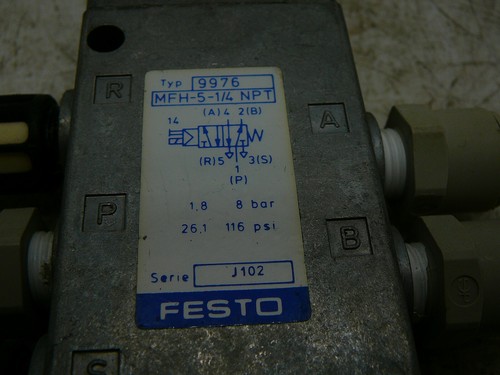 R
Typ 9976
MFH-5-1/4 NPT
(A) 4 2 (B)
14
(R) 5 3 (S)
1
(P)
1,8 8 bar
26,1 116 psi
Serie J102
FESTO
A
P
B
S